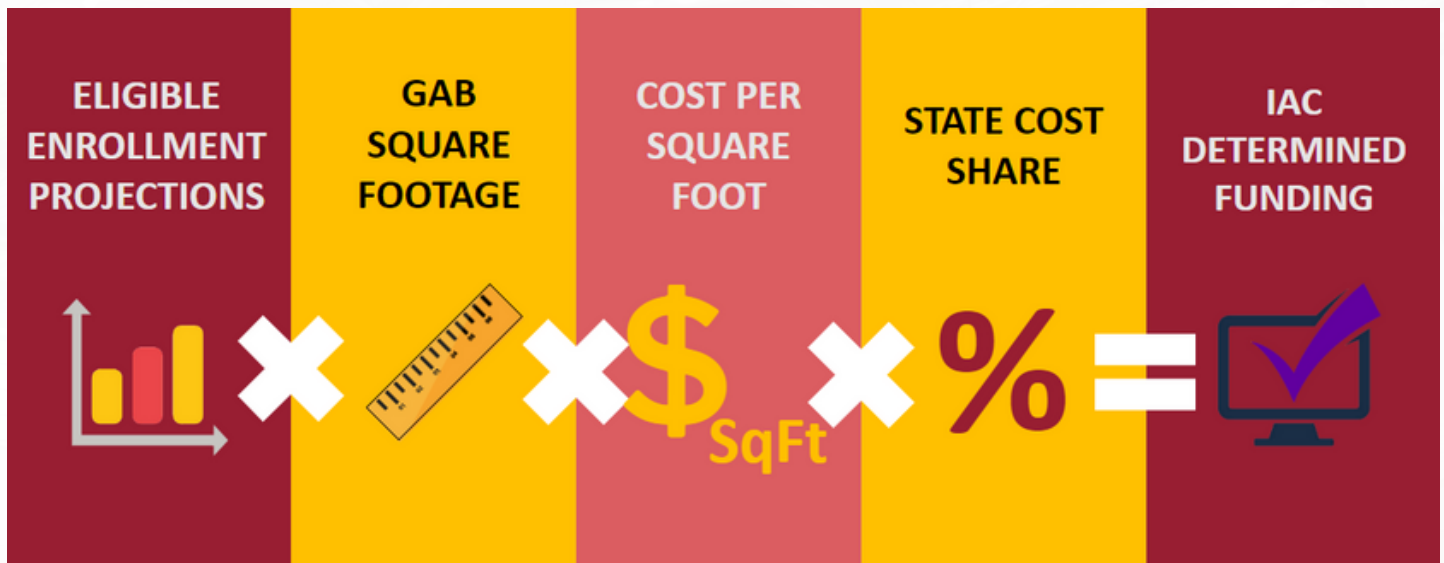 ELIGIBLE
ENROLLMENT
PROJECTIONS
GAB
SQUARE
FOOTAGE
COST PER
SQUARE
FOOT
STATE COST
SHARE
IAC
DETERMINED
FUNDING
$
SqFt
%